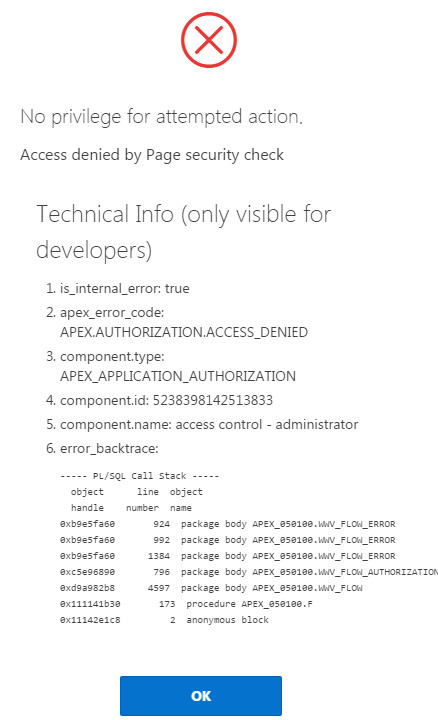 No privilege for attempted action.
Access denied by Page security check
Technical Info (only visible for
developers)
1. is_internal_error: true
2. apex_error_code:
APEX.AUTHORIZATION.ACCESS_DENIED
3. component.type:
APEX_APPLICATION_AUTHORIZATION
4. component.id: 5238398142513833
5. component.name: access control - administrator
6. error_backtrace:
----- PL/SQL Call Stack -----
object line object
handle number name
0xb9e5fa60 924 package body APEX_050100.WWV_FLOW_ERROR
0xb9e5fa60 992 package body APEX_050100.WWV_FLOW_ERROR
0xb9e5fa60 1384 package body APEX_050100.WWV_FLOW_ERROR
0xc5e96890 796 package body APEX_050100.WWV_FLOW_AUTHORIZATION
0xd9a982b8 4597 package body APEX_050100.WWV_FLOW
0x111141b30 173 procedure APEX_050100.F
0x11142e1c8 2 anonymous block
OK